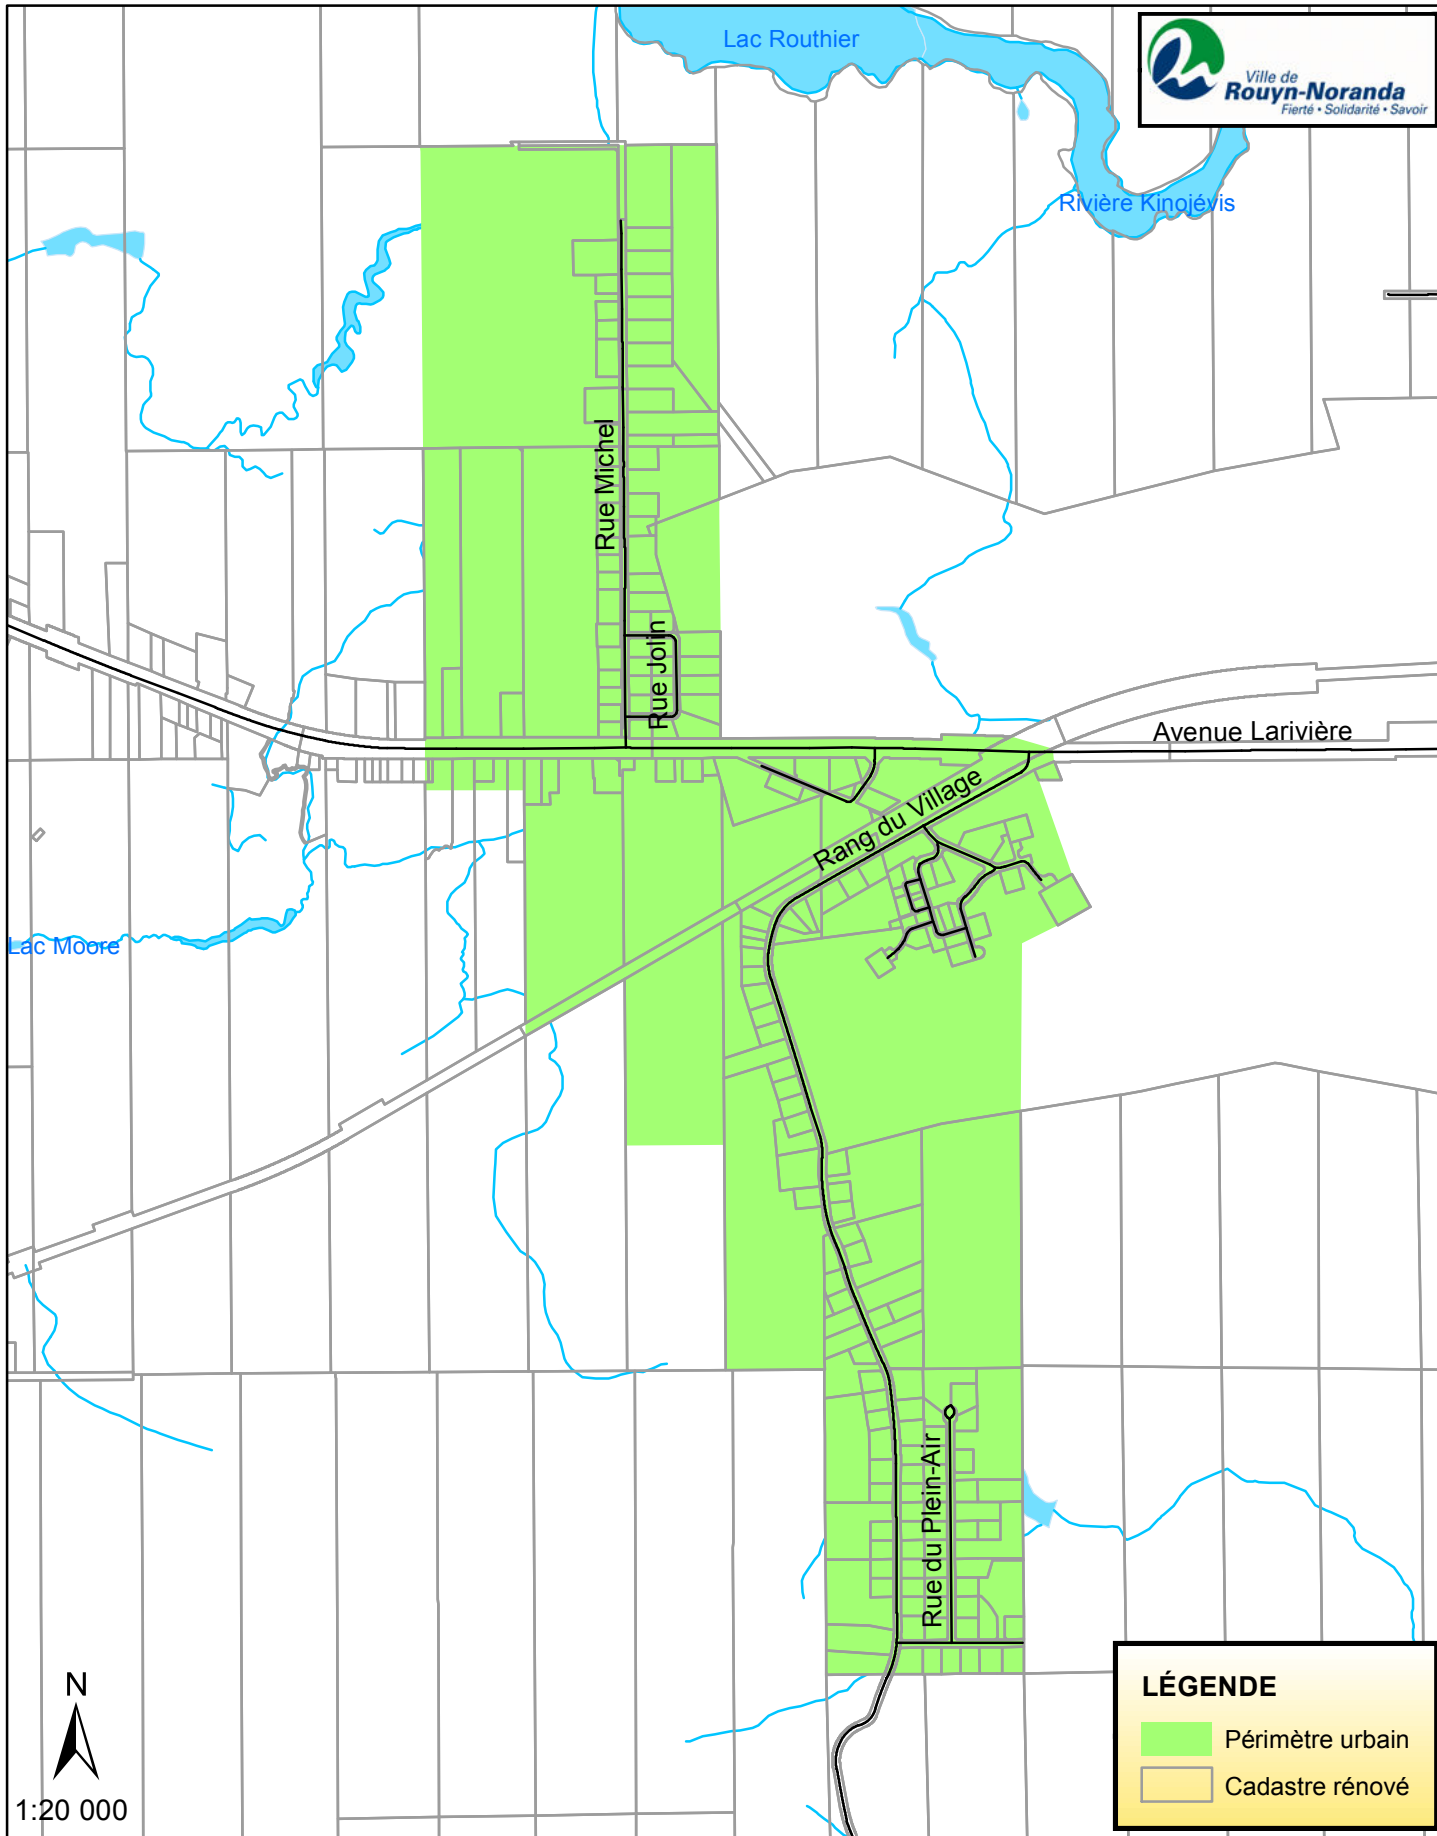 Lac Routhier
Ville de
Rouyn-Noranda
Fierté • Solidarité • Savoir
Rivière Kinojévis
Rue Michel
Rue Jolin
Avenue Larivière
Rang du Village
Lac Moore
Rue du Plein-Air
N
1:20 000
LÉGENDE
Périmètre urbain
Cadastre rénové